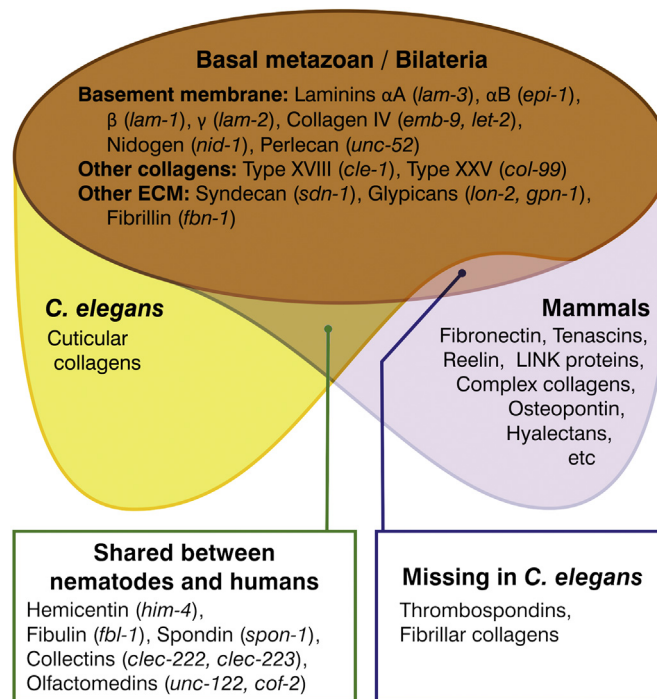 Basal metazoan / Bilateria
Basement membrane: Laminins αA (lam-3), αB (epi-1),
β (lam-1), γ (lam-2), Collagen IV (emb-9, let-2),
Nidogen (nid-1), Perlecan (unc-52)
Other collagens: Type XVIII (cle-1), Type XXV (col-99)
Other ECM: Syndecan (sdn-1), Glypicans (lon-2, gpn-1),
Fibrillin (fbn-1)
C. elegans
Cuticular
collagens
Mammals
Fibronectin, Tenascins,
Reelin, LINK proteins,
Complex collagens,
Osteopontin,
Hyalectans,
etc
Shared between
nematodes and humans
Hemicentin (him-4),
Fibulin (fbl-1), Spondin (spon-1),
Collectins (clec-222, clec-223),
Olfactomedins (unc-122, cof-2)
Missing in C. elegans
Thrombospondins,
Fibrillar collagens